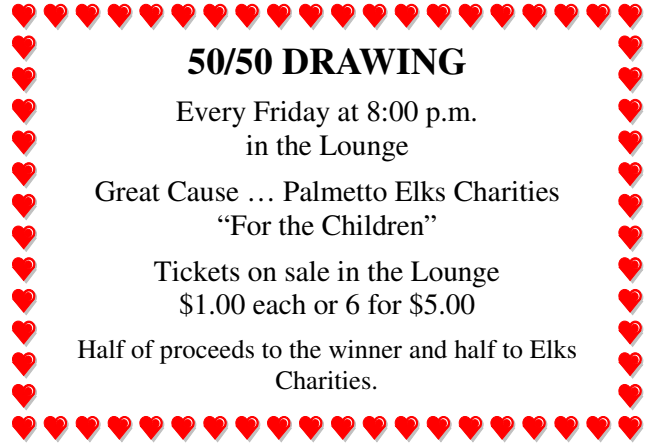 50/50 DRAWING
Every Friday at 8:00 p.m.
in the Lounge
Great Cause … Palmetto Elks Charities
“For the Children”
Tickets on sale in the Lounge
$1.00 each or 6 for $5.00
Half of proceeds to the winner and half to Elks
Charities.